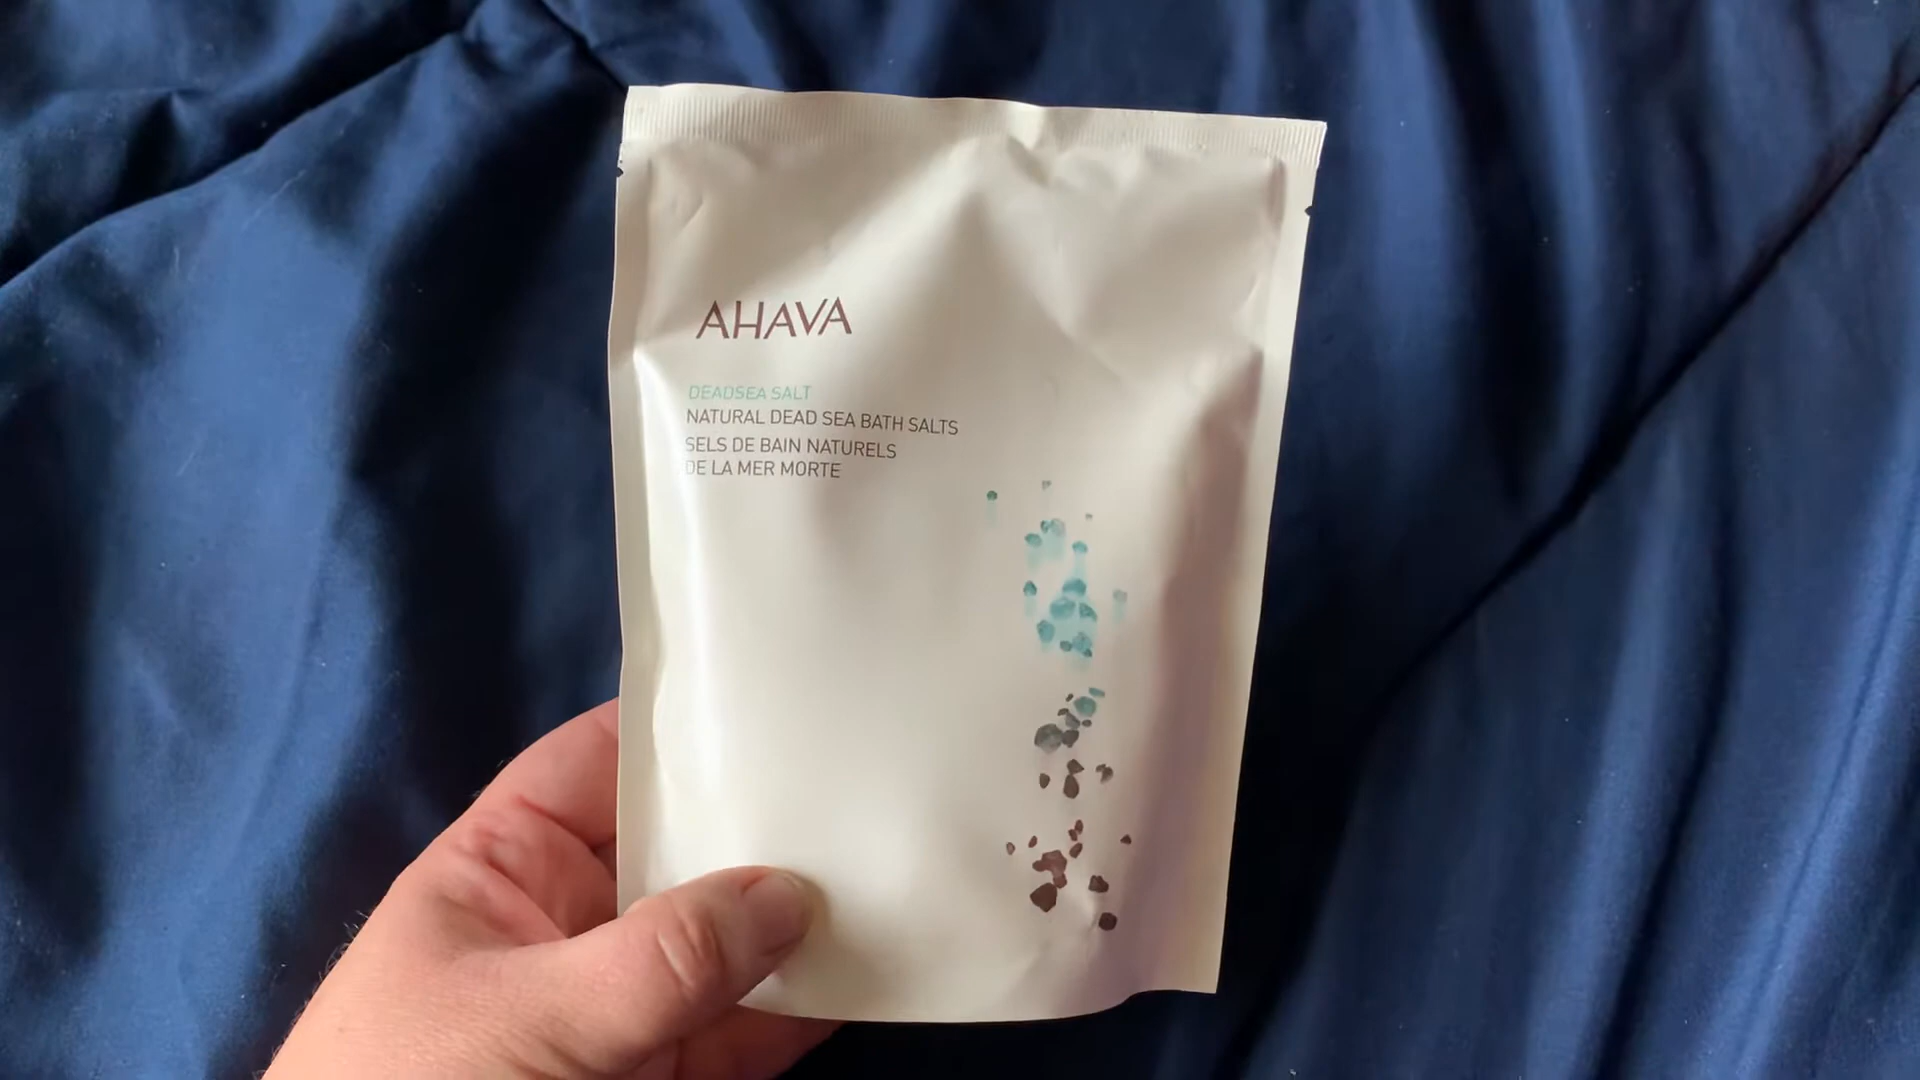 AHAVA
DEADSEA SALT
NATURAL DEAD SEA BATH SALTS
SELS DE BAIN NATURELS
DE LA MER MORTE